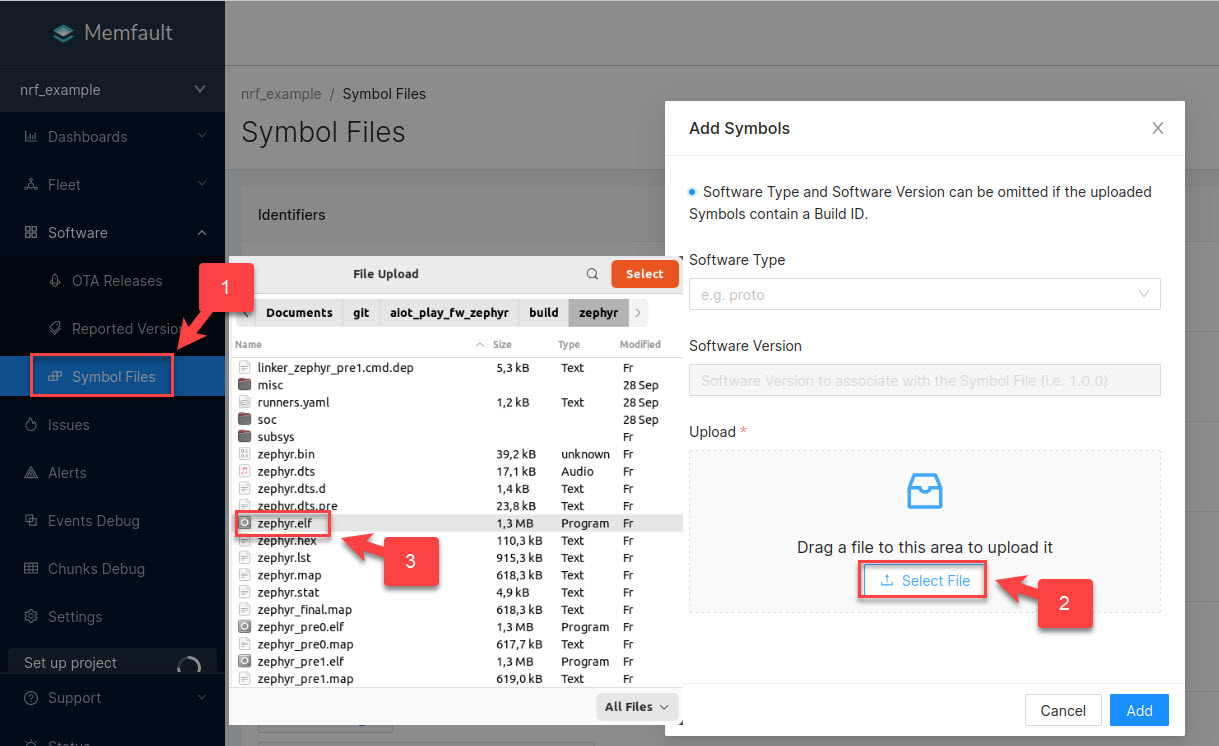 Memfault
nrf_example
Dashboards
Fleet
Software
OTA Releases
Reported Version
Symbol Files
Issues
Alerts
Events Debug
Chunks Debug
Settings
Set up project
Support
Status
1
nrf_example / Symbol Files
Symbol Files
Identifiers
File Upload
Select
Documents git aiot_play_fw_zephyr build zephyr
Name Size Type Modified
linker_zephyr_pre1.cmd.dep 5,3 kB Text Fr
misc 28 Sep
runners.yaml 1,2 kB Text 28 Sep
soc 28 Sep
subsys Fr
zephyr.bin 39,2 kB unknown Fr
zephyr.dts 17,1 kB Audio Fr
zephyr.dts.d 1,4 kB Text Fr
zephyr.dts.pre 23,8 kB Text Fr
zephyr.elf 1,3 MB Program Fr
zephyr.hex 110,3 kB Text Fr
zephyr.lst 915,3 kB Text Fr
zephyr.map 618,3 kB Text Fr
zephyr.stat 4,9 kB Text Fr
zephyr_final.map 618,3 kB Text Fr
zephyr_pre0.elf 1,3 MB Program Fr
zephyr_pre0.map 617,7 kB Text Fr
zephyr_pre1.elf 1,3 MB Program Fr
zephyr_pre1.map 619,0 kB Text Fr
All Files
3
Add Symbols
Software Type and Software Version can be omitted if the uploaded
Symbols contain a Build ID.
Software Type
e.g. proto
Software Version
Software Version to associate with the Symbol File (i.e. 1.0.0)
Upload *
Drag a file to this area to upload it
Select File
2
Cancel
Add